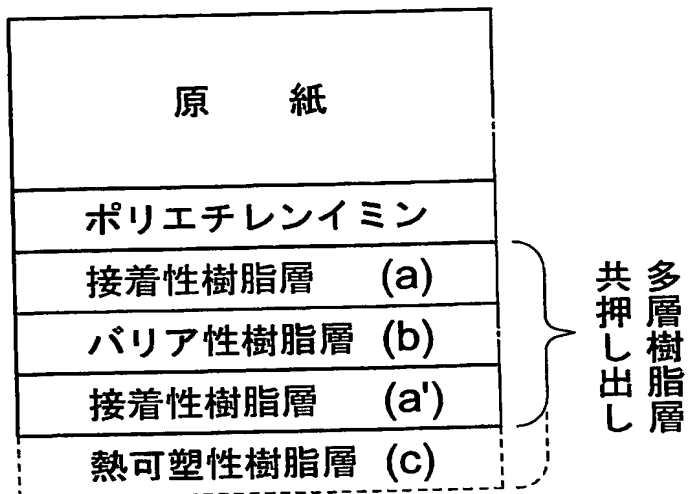 原 紙
ポリエチレンイミン
接着性樹脂層 (a)
バリア性樹脂層 (b)
接着性樹脂層 (a')
熱可塑性樹脂層 (c)
多層樹脂層
共押し出し